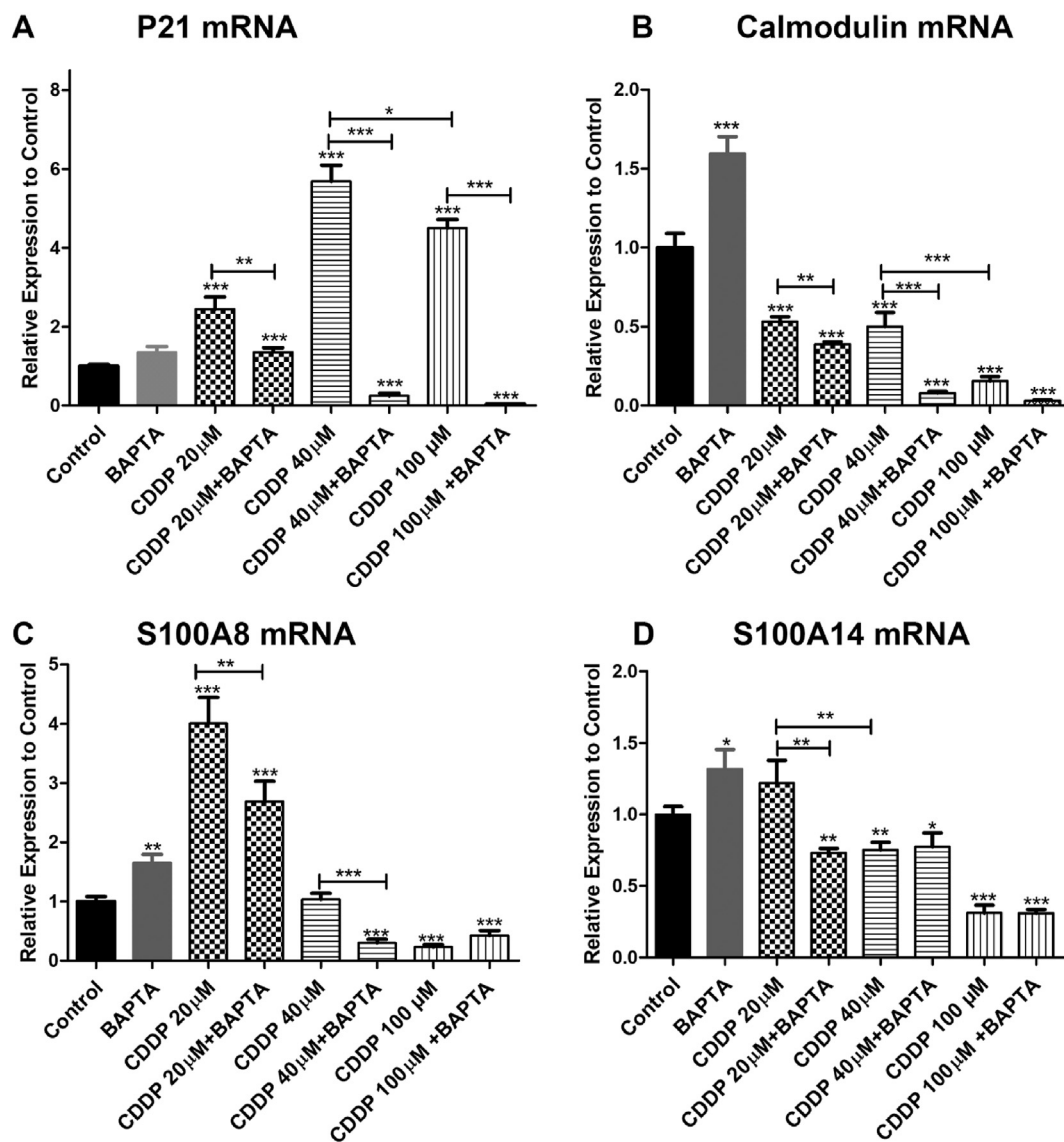 A P21 mRNA
Relative Expression to Control
8
6
4
2
0
*
***
***
***
***
**
***
***
***
***
Control
BAPTA
CDDP 20μM
CDDP 20μM+BAPTA
CDDP 40μM
CDDP 40μM+BAPTA
CDDP 100 μM
CDDP 100μM +BAPTA
B Calmodulin mRNA
Relative Expression to Control
2.0
1.5
1.0
0.5
0.0
***
***
**
***
***
***
***
***
***
***
Control
BAPTA
CDDP 20μM
CDDP 20μM+BAPTA
CDDP 40μM
CDDP 40μM+BAPTA
CDDP 100 μM
CDDP 100μM +BAPTA
C S100A8 mRNA
Relative Expression to Control
5
4
3
2
1
0
**
***
***
**
***
***
***
***
Control
BAPTA
CDDP 20μM
CDDP 20μM+BAPTA
CDDP 40μM
CDDP 40μM+BAPTA
CDDP 100 μM
CDDP 100μM +BAPTA
D S100A14 mRNA
Relative Expression to Control
2.0
1.5
1.0
0.5
0.0
**
**
*
**
**
*
***
***
Control
BAPTA
CDDP 20μM
CDDP 20μM+BAPTA
CDDP 40μM
CDDP 40μM+BAPTA
CDDP 100 μM
CDDP 100μM +BAPTA